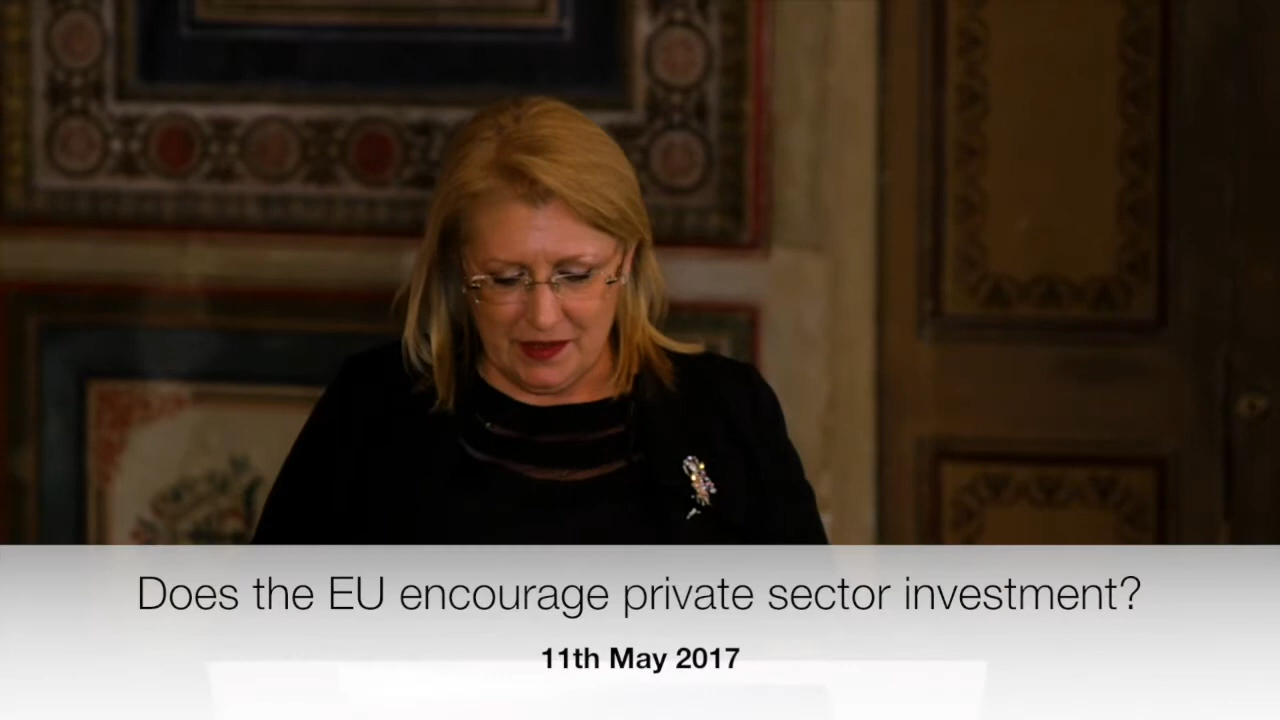 Does the EU encourage private sector investment?
11th May 2017